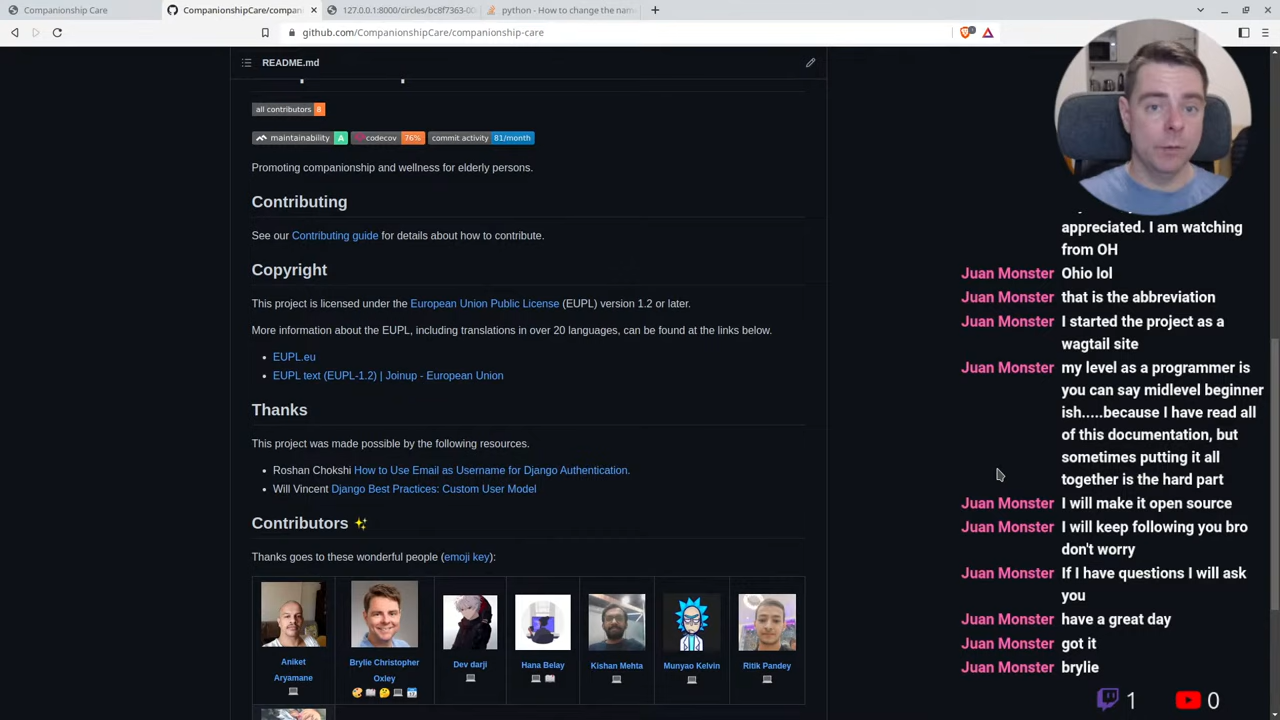 CompanionshipCare
CompanionshipCare/compani
127.0.0.1:8000/circles/bc8f7363-00
python - How to change the nam
github.com/CompanionshipCare/companionship-care
README.md
all contributors 8
maintainability A codecov 76% commit activity 81/month
Promoting companionship and wellness for elderly persons.
Contributing
See our Contributing guide for details about how to contribute.
Copyright
This project is licensed under the European Union Public License (EUPL) version 1.2 or later.
More information about the EUPL, including translations in over 20 languages, can be found at the links below.
EUPL.eu
EUPL text (EUPL-1.2) | Joinup - European Union
Thanks
This project was made possible by the following resources.
Roshan Chokshi How to Use Email as Username for Django Authentication.
Will Vincent Django Best Practices: Custom User Model
Contributors ✨
Thanks goes to these wonderful people (emoji key):
Aniket
Aryamane
Brylie Christopher
Oxley
Dev darji
Hana Belay
Kishan Mehta
Munyao Kelvin
Ritik Pandey
appreciated. I am watching
from OH
Juan Monster Ohio lol
Juan Monster that is the abbreviation
Juan Monster I started the project as a
wagtail site
Juan Monster my level as a programmer is
you can say midlevel beginner
ish.....because I have read all
of this documentation, but
sometimes putting it all
together is the hard part
Juan Monster I will make it open source
Juan Monster I will keep following you bro
don't worry
Juan Monster If I have questions I will ask
you
Juan Monster have a great day
Juan Monster got it
Juan Monster brylie
1 0